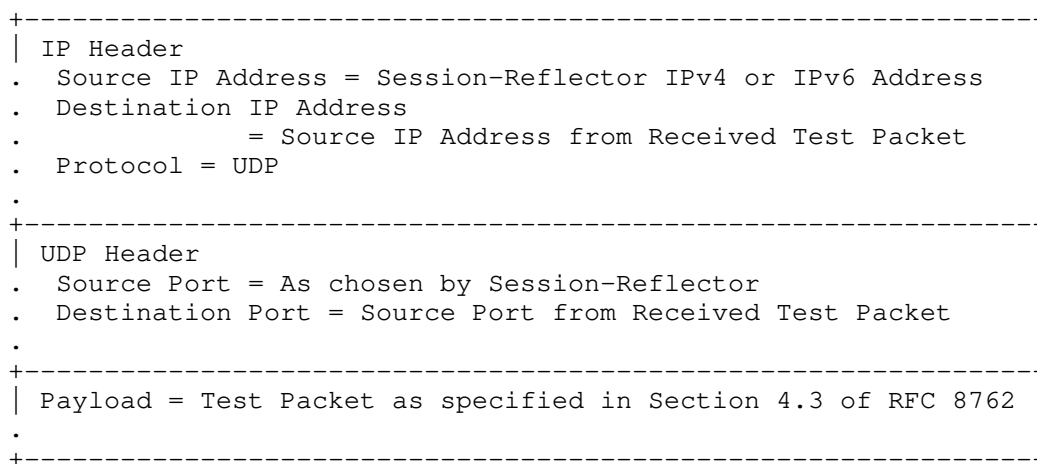 +---------------------------------------------------------------
| IP Header
.  Source IP Address = Session-Reflector IPv4 or IPv6 Address
.  Destination IP Address
.              = Source IP Address from Received Test Packet
.  Protocol = UDP
.
+---------------------------------------------------------------
| UDP Header
.  Source Port = As chosen by Session-Reflector
.  Destination Port = Source Port from Received Test Packet
.
+---------------------------------------------------------------
| Payload = Test Packet as specified in Section 4.3 of RFC 8762
.
+---------------------------------------------------------------